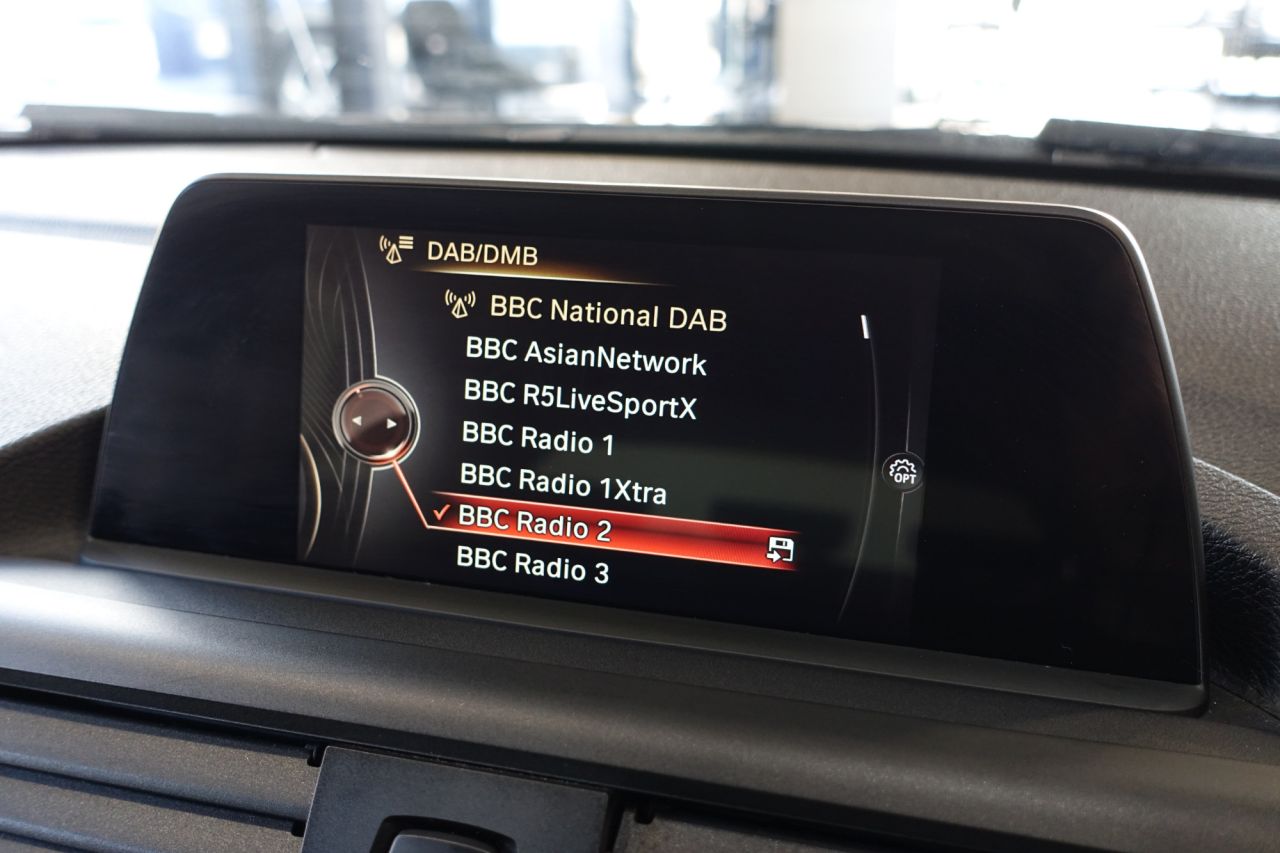 DAB/DMB
BBC National DAB
BBC AsianNetwork
BBC R5LiveSportX
BBC Radio 1
BBC Radio 1Xtra
BBC Radio 2
BBC Radio 3
OPT